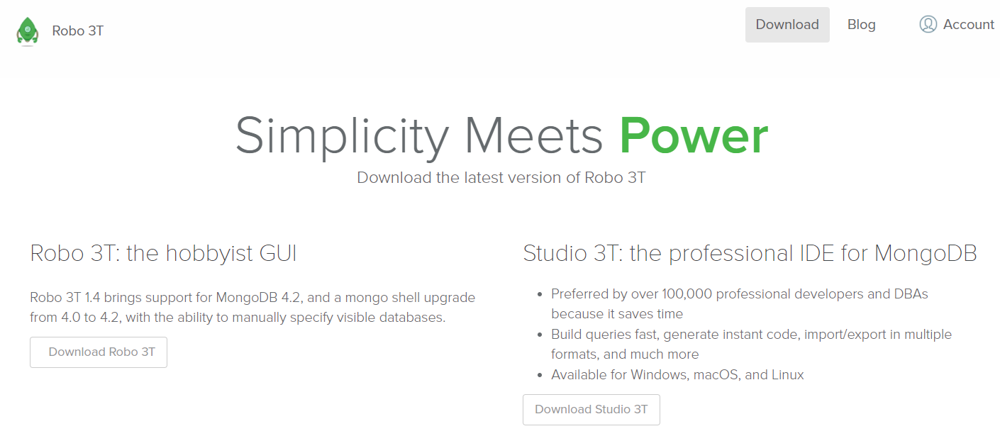 Robo 3T
Download
Blog
Account
Simplicity Meets Power
Download the latest version of Robo 3T
Robo 3T: the hobbyist GUI
Robo 3T 1.4 brings support for MongoDB 4.2, and a mongo shell upgrade
from 4.0 to 4.2, with the ability to manually specify visible databases.
Download Robo 3T
Studio 3T: the professional IDE for MongoDB
• Preferred by over 100,000 professional developers and DBAs
because it saves time
• Build queries fast, generate instant code, import/export in multiple
formats, and much more
• Available for Windows, macOS, and Linux
Download Studio 3T